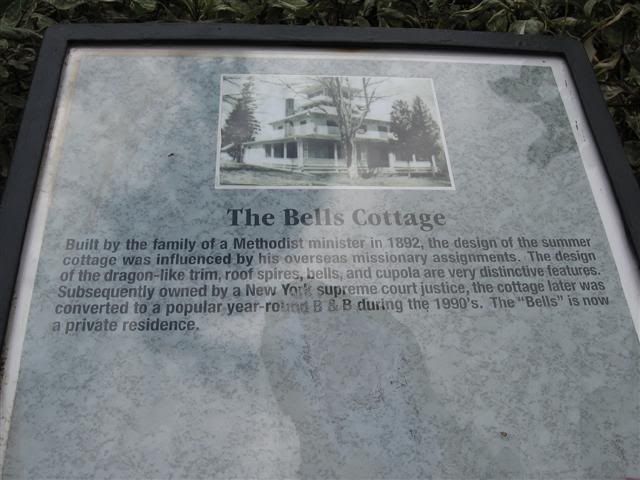 The Bells Cottage
Built by the family of a Methodist minister in 1892, the design of the summer
cottage was influenced by his overseas missionary assignments. The design
of the dragon-like trim, roof spires, bells, and cupola are very distinctive features.
Subsequently owned by a New York supreme court justice, the cottage later was
converted to a popular year-round B & B during the 1990's. The "Bells" is now
a private residence.